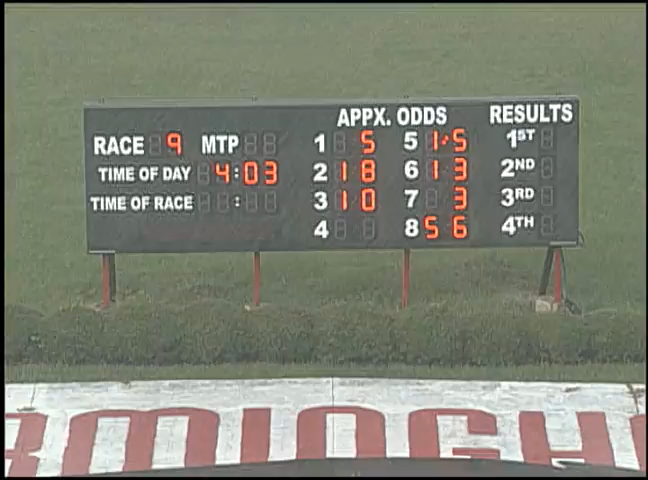 APPX. ODDS RESULTS
RACE 9 MTP 1 5 5 1-5 1ST
TIME OF DAY 4:03 2 18 6 13 2ND
TIME OF RACE : 3 10 7 3 3RD
4 8 56 4TH
RMINGH